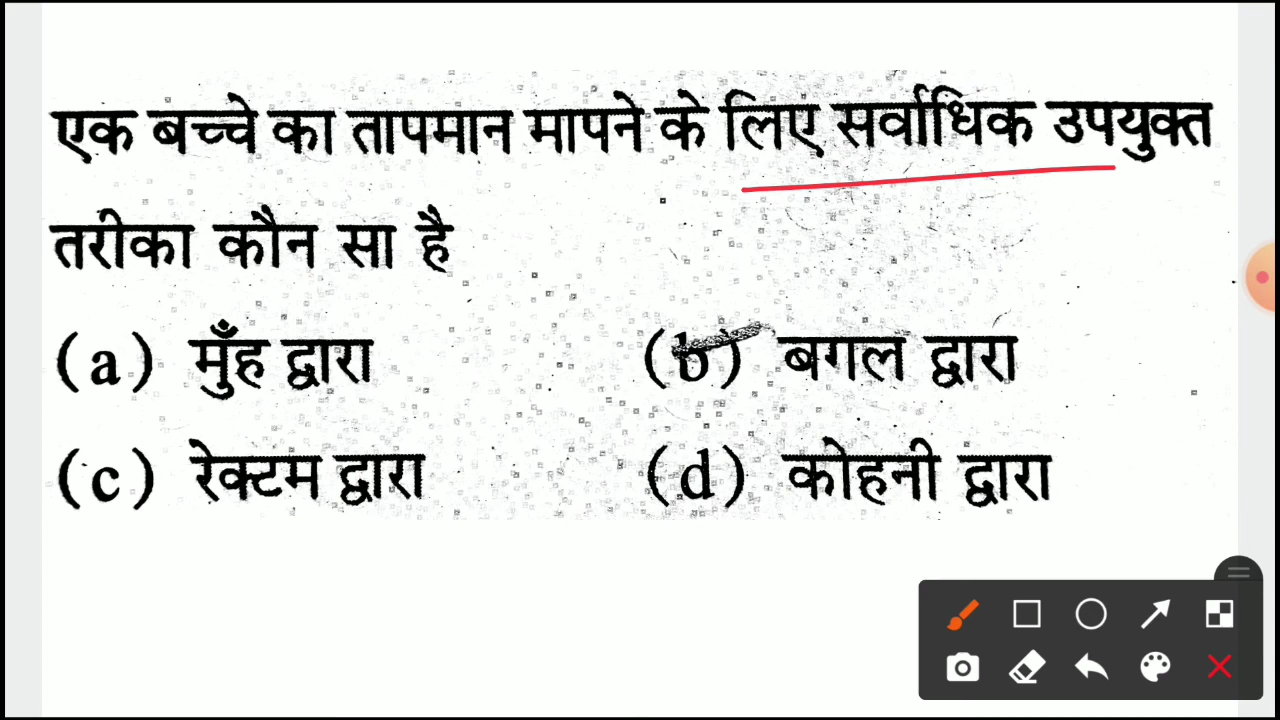 एक बच्चे का तापमान मापने के लिए सर्वाधिक उपयुक्त
तरीका कौन सा है
(a) मुँह द्वारा (b) बगल द्वारा
(c) रेक्टम द्वारा (d) कोहनी द्वारा